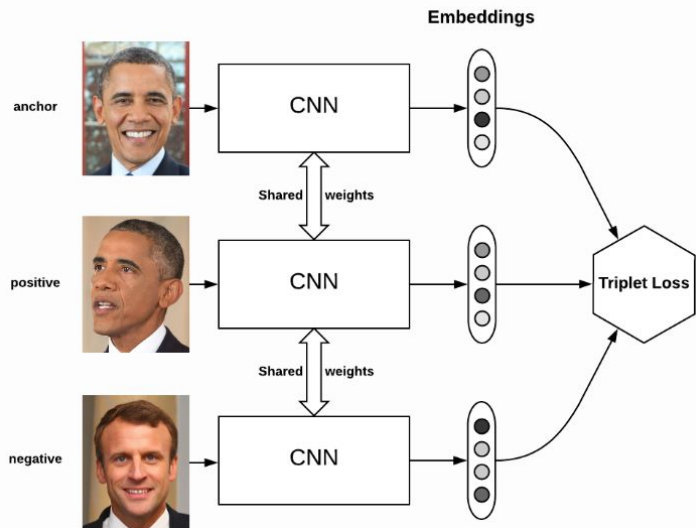 Embeddings
anchor
CNN
Shared weights
positive
CNN
Triplet Loss
Shared weights
negative
CNN